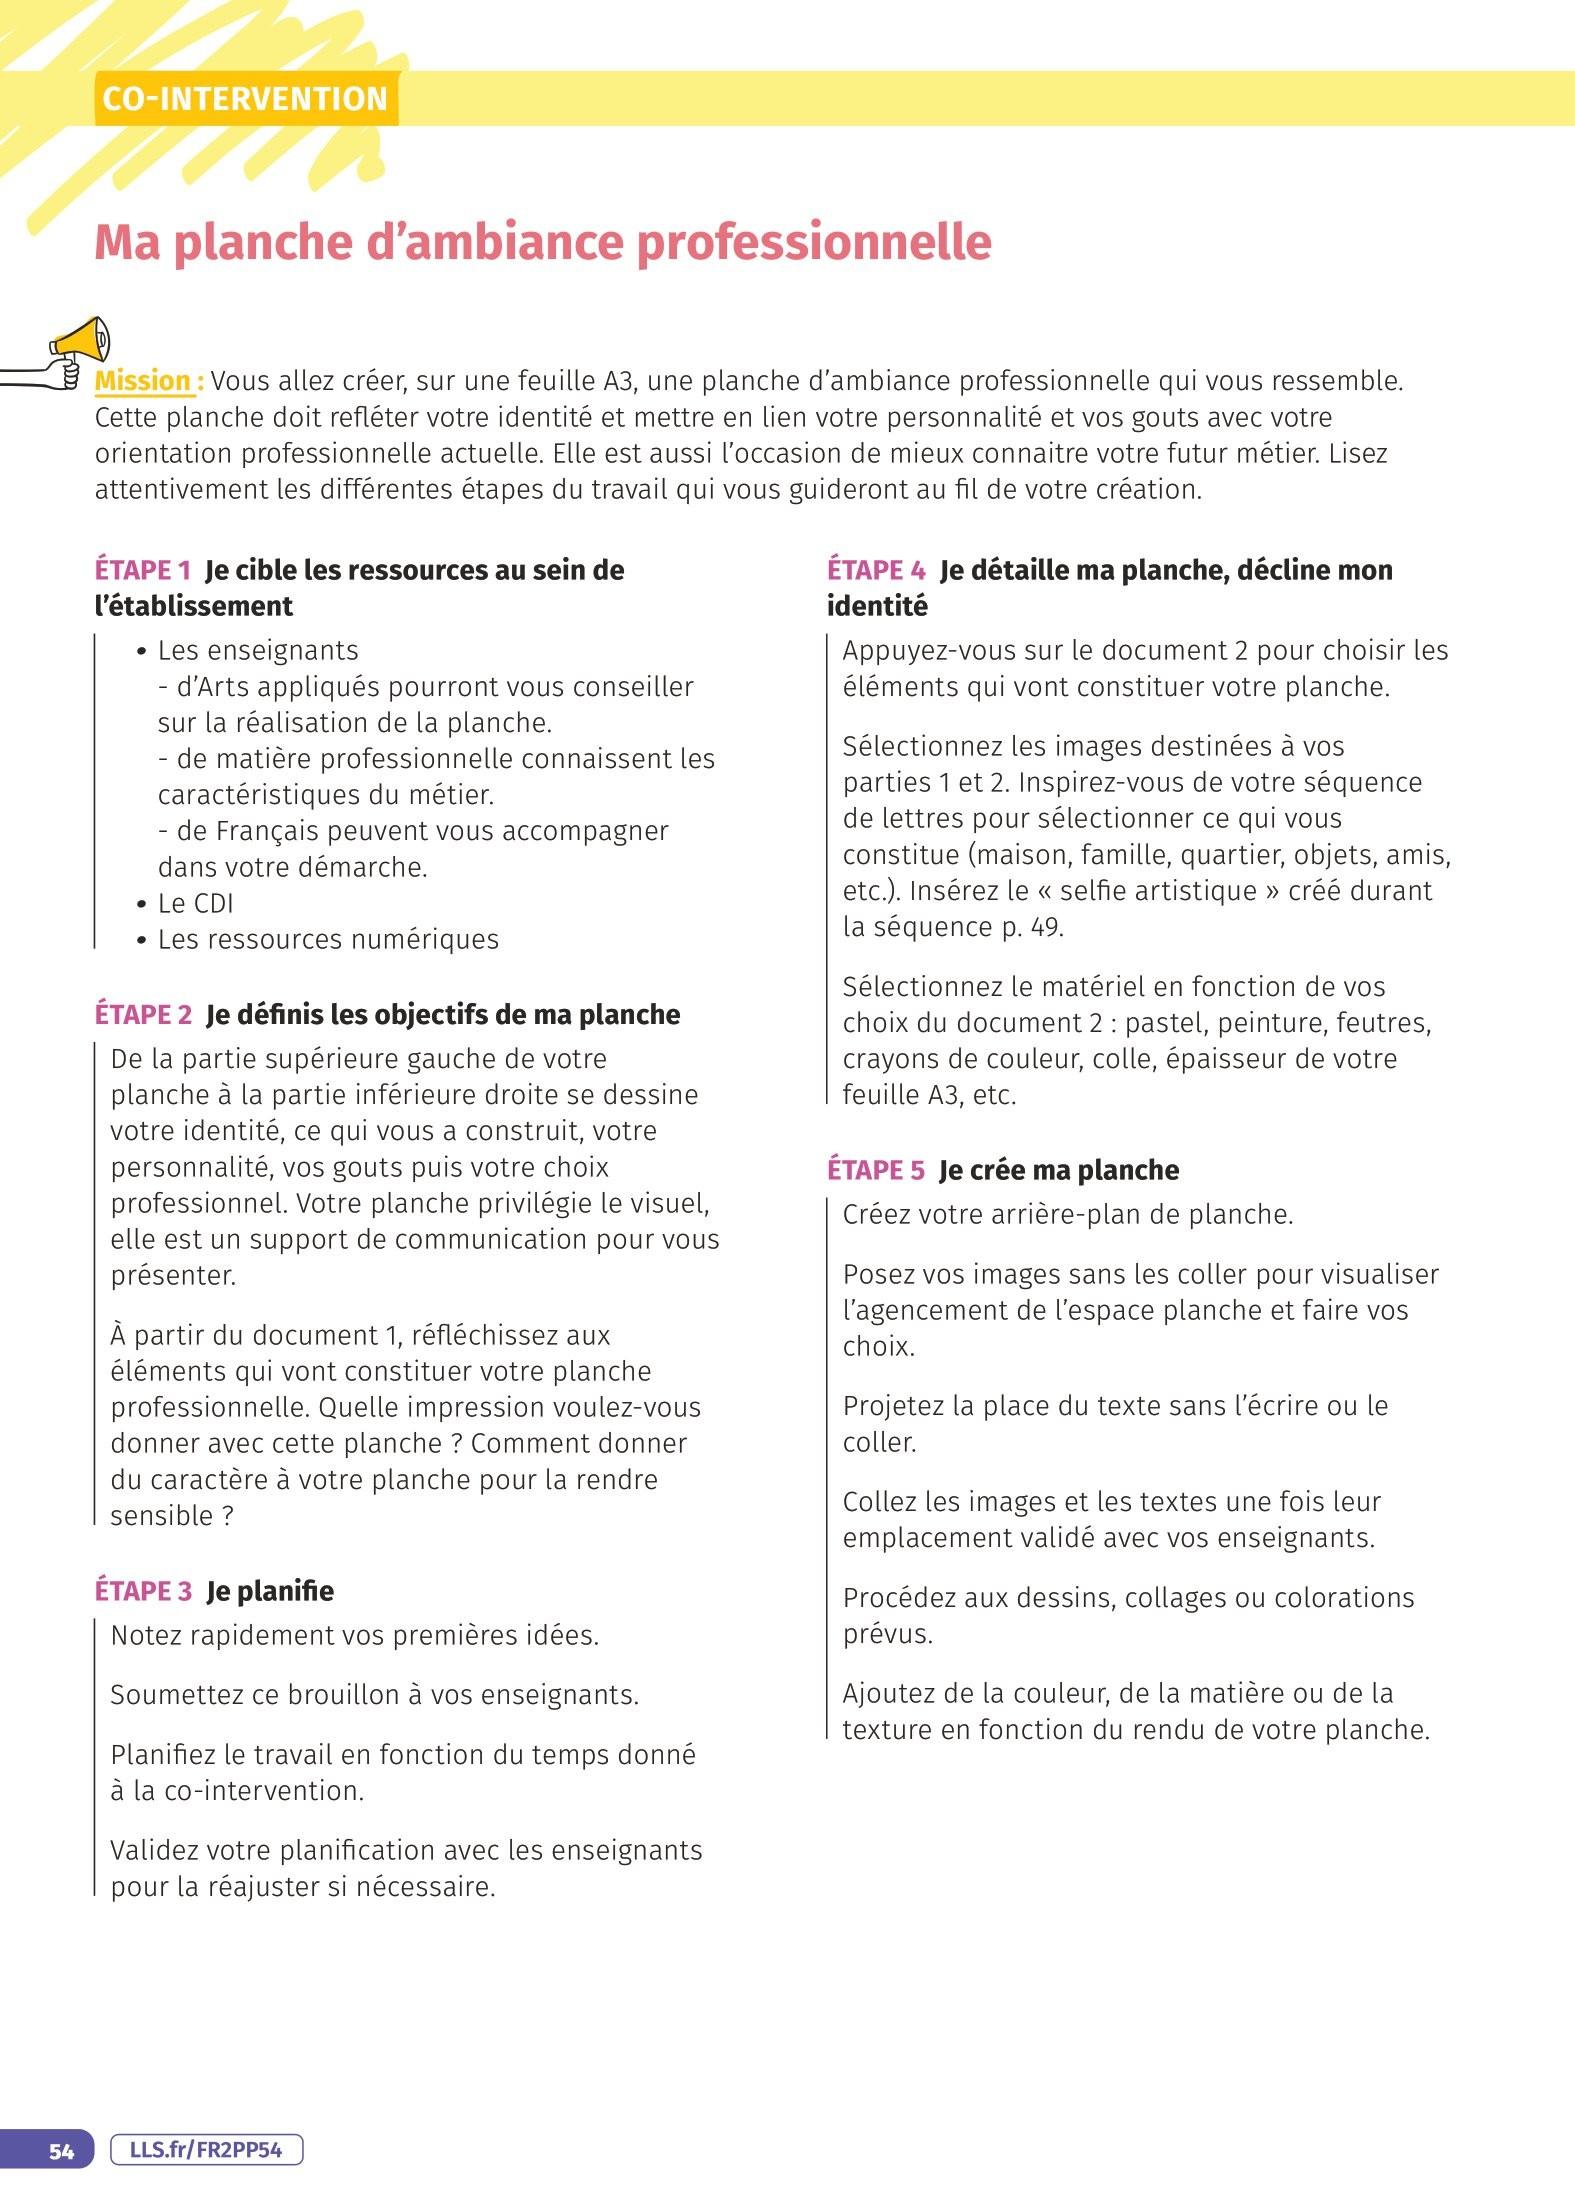 CO-INTERVENTION
Ma planche d’ambiance professionnelle
Mission : Vous allez créer, sur une feuille A3, une planche d’ambiance professionnelle qui vous ressemble.
Cette planche doit refléter votre identité et mettre en lien votre personnalité et vos gouts avec votre
orientation professionnelle actuelle. Elle est aussi l’occasion de mieux connaitre votre futur métier. Lisez
attentivement les différentes étapes du travail qui vous guideront au fil de votre création.
ÉTAPE 1 Je cible les ressources au sein de
l’établissement
• Les enseignants
- d’Arts appliqués pourront vous conseiller
sur la réalisation de la planche.
- de matière professionnelle connaissent les
caractéristiques du métier.
- de Français peuvent vous accompagner
dans votre démarche.
• Le CDI
• Les ressources numériques
ÉTAPE 2 Je définis les objectifs de ma planche
De la partie supérieure gauche de votre
planche à la partie inférieure droite se dessine
votre identité, ce qui vous a construit, votre
personnalité, vos gouts puis votre choix
professionnel. Votre planche privilégie le visuel,
elle est un support de communication pour vous
présenter.
À partir du document 1, réfléchissez aux
éléments qui vont constituer votre planche
professionnelle. Quelle impression voulez-vous
donner avec cette planche ? Comment donner
du caractère à votre planche pour la rendre
sensible ?
ÉTAPE 3 Je planifie
Notez rapidement vos premières idées.
Soumettez ce brouillon à vos enseignants.
Planifiez le travail en fonction du temps donné
à la co-intervention.
Validez votre planification avec les enseignants
pour la réajuster si nécessaire.
ÉTAPE 4 Je détaille ma planche, décline mon
identité
Appuyez-vous sur le document 2 pour choisir les
éléments qui vont constituer votre planche.
Sélectionnez les images destinées à vos
parties 1 et 2. Inspirez-vous de votre séquence
de lettres pour sélectionner ce qui vous
constitue (maison, famille, quartier, objets, amis,
etc.). Insérez le « selfie artistique » créé durant
la séquence p. 49.
Sélectionnez le matériel en fonction de vos
choix du document 2 : pastel, peinture, feutres,
crayons de couleur, colle, épaisseur de votre
feuille A3, etc.
ÉTAPE 5 Je crée ma planche
Créez votre arrière-plan de planche.
Posez vos images sans les coller pour visualiser
l’agencement de l’espace planche et faire vos
choix.
Projetez la place du texte sans l’écrire ou le
coller.
Collez les images et les textes une fois leur
emplacement validé avec vos enseignants.
Procédez aux dessins, collages ou colorations
prévus.
Ajoutez de la couleur, de la matière ou de la
texture en fonction du rendu de votre planche.
54
LLS.fr/FR2PP54